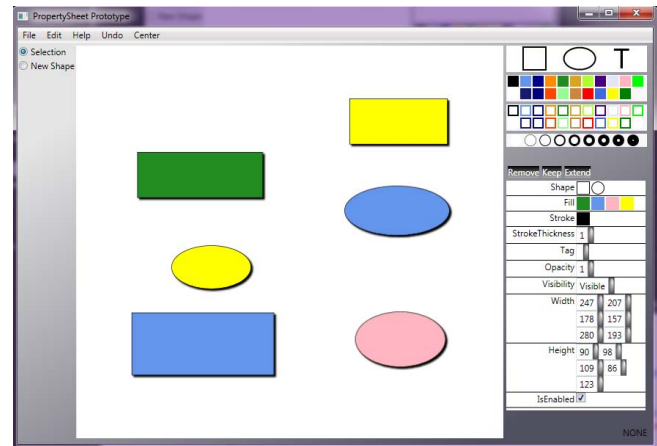 PropertySheet Prototype
New Shape
File Edit Help Undo Center
Selection
New Shape
T
Remove Keep Extend
Shape
Fill
Stroke
StrokeThickness 1
Tag
Opacity 1
Visibility Visible
Width 247 207
178 157
280 193
Height 90 98
109 86
123
IsEnabled
NONE